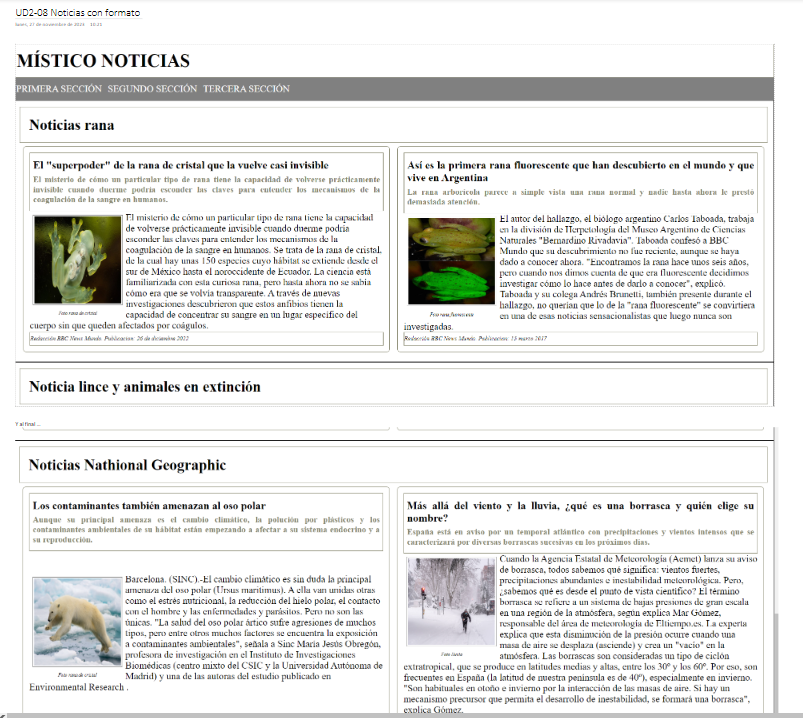 UD2-08 Noticias con formato
lunes, 27 de noviembre de 2023 10:25
MÍSTICO NOTICIAS
PRIMERA SECCIÓN SEGUNDO SECCIÓN TERCERA SECCIÓN
Noticias rana
El "superpoder" de la rana de cristal que la vuelve casi invisible
El misterio de cómo un particular tipo de rana tiene la capacidad de volverse prácticamente
invisible cuando duerme podría esconder las claves para entender los mecanismos de la
coagulación de la sangre en humanos.
El misterio de cómo un particular tipo de rana tiene la capacidad
de volverse prácticamente invisible cuando duerme podría
esconder las claves para entender los mecanismos de la
coagulación de la sangre en humanos. Se trata de la rana de cristal,
de la cual hay unas 150 especies cuyo hábitat se extiende desde el
sur de México hasta el noroccidente de Ecuador. La ciencia está
familiarizada con esta curiosa rana, pero hasta ahora no se sabía
cómo era que se volvía transparente. A través de nuevas
investigaciones descubrieron que estos anfibios tienen la
capacidad de concentrar su sangre en un lugar específico del
Foto rana de cristal
cuerpo sin que queden afectados por coágulos.
Redacción BBC News Mundo. Publicacion: 26 de diciembre 2022
Así es la primera rana fluorescente que han descubierto en el mundo y que
vive en Argentina
La rana arborícola parece a simple vista una rana normal y nadie hasta ahora le prestó
demasiada atención.
El autor del hallazgo, el biólogo argentino Carlos Taboada, trabaja
en la división de Herpetología del Museo Argentino de Ciencias
Naturales "Bernardino Rivadavia". Taboada confesó a BBC
Mundo que su descubrimiento no fue reciente, aunque se haya
dado a conocer ahora. "Encontramos la rana hace unos seis años,
pero cuando nos dimos cuenta de que era fluorescente decidimos
investigar cómo lo hace antes de darlo a conocer", explicó.
Taboada y su colega Andrés Brunetti, también presente durante el
hallazgo, no querían que lo de la "rana fluorescente" se convirtiera
en una de esas noticias sensacionalistas que luego nunca son
Foto rana fluorescente
investigadas.
Redacción BBC News Mundo. Publicacion: 15 marzo 2017
Noticia lince y animales en extinción
Y al final...
Noticias Nathional Geographic
Los contaminantes también amenazan al oso polar
Aunque su principal amenaza es el cambio climático, la polución por plásticos y los
contaminantes ambientales de su hábitat están empezando a afectar a su sistema endocrino y a
su reproducción.
Barcelona. (SINC).-El cambio climático es sin duda la principal
amenaza del oso polar (Ursus maritimus). A ella van unidas otras
como el estrés nutricional, la reducción del hielo polar, el contacto
con el hombre y las enfermedades y parásitos. Pero no son las
únicas. "La salud del oso polar ártico sufre agresiones de muchos
tipos, pero entre otros muchos factores se encuentra la exposición
a contaminantes ambientales", señala a Sinc María Jesús Obregón,
profesora de investigación en el Instituto de Investigaciones
Biomédicas (centro mixto del CSIC y la Universidad Autónoma de
Madrid) y una de las autoras del estudio publicado en
Foto rana de cristal
Environmental Research .
Más allá del viento y la lluvia, ¿qué es una borrasca y quién elige su
nombre?
España está en aviso por un temporal atlántico con precipitaciones y vientos intensos que se
caracterizará por diversas borrascas sucesivas en los próximos días.
Cuando la Agencia Estatal de Meteorología (Aemet) lanza su aviso
de borrasca, todos sabemos qué significa: vientos fuertes,
precipitaciones abundantes e inestabilidad meteorológica. Pero,
¿sabemos qué es desde el punto de vista científico? El término
borrasca se refiere a un sistema de bajas presiones de gran escala
en una región de la atmósfera, según explica Mar Gómez,
responsable del área de meteorología de Eltiempo.es. La experta
explica que esta disminución de la presión ocurre cuando una
masa de aire se desplaza (asciende) y crea un "vacío" en la
atmósfera. Las borrascas son consideradas un tipo de ciclón
extratropical, que se produce en latitudes medias y altas, entre los 30º y los 60º. Por eso, son
frecuentes en España (la latitud de nuestra península es de 40º), especialmente en invierno.
"Son habituales en otoño e invierno por la interacción de las masas de aire. Si hay un
mecanismo precursor que permita el desarrollo de inestabilidad, se formará una borrasca",
explica Gómez.